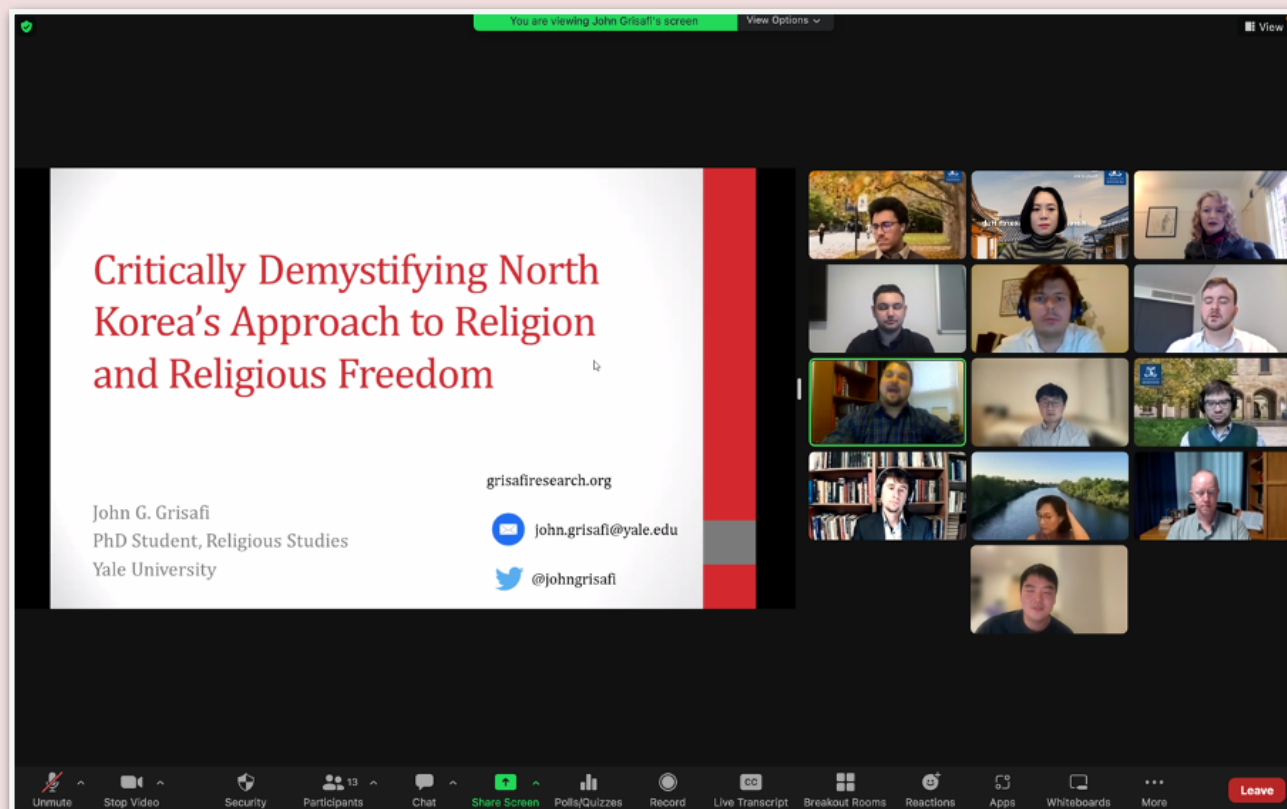 You are viewing John Grisafi's screen
View Options
View
Critically Demystifying North
Korea's Approach to Religion
and Religious Freedom
grisafiresearch.org
John G. Grisafi
PhD Student, Religious Studies
Yale University
john.grisafi@yale.edu
@johngrisafi
13
CC
Unmute
Stop Video
Security
Participants
Chat
Share Screen
Polls/Quizzes
Record
Live Transcript
Breakout Rooms
Reactions
Apps
Whiteboards
More
Leave